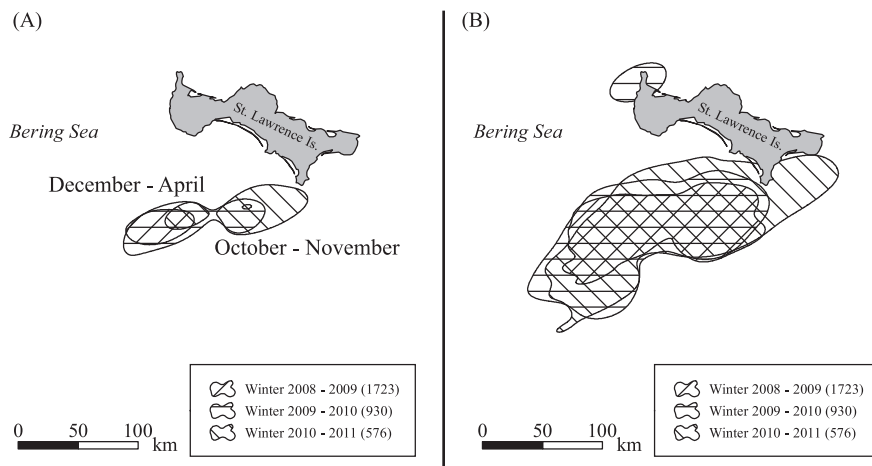 (A)
St. Lawrence Is.
Bering Sea
December - April
October - November
Winter 2008 - 2009 (1723)
Winter 2009 - 2010 (930)
Winter 2010 - 2011 (576)
0 50 100
km
(B)
St. Lawrence Is.
Bering Sea
Winter 2008 - 2009 (1723)
Winter 2009 - 2010 (930)
Winter 2010 - 2011 (576)
0 50 100
km